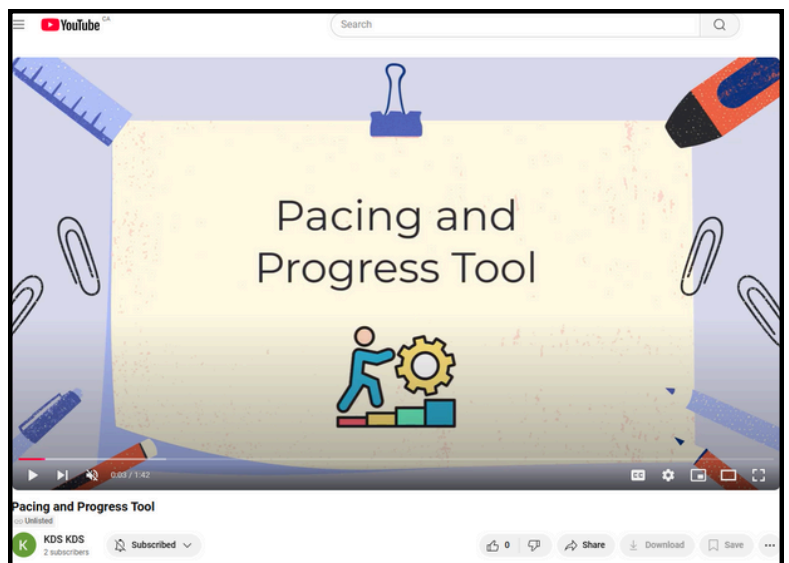 YouTube CA
Search
Pacing and
Progress Tool
0:03 / 1:42
CC
Pacing and Progress Tool
Unlisted
K
KDS KDS
2 subscribers
Subscribed
0
Share
Download
Save